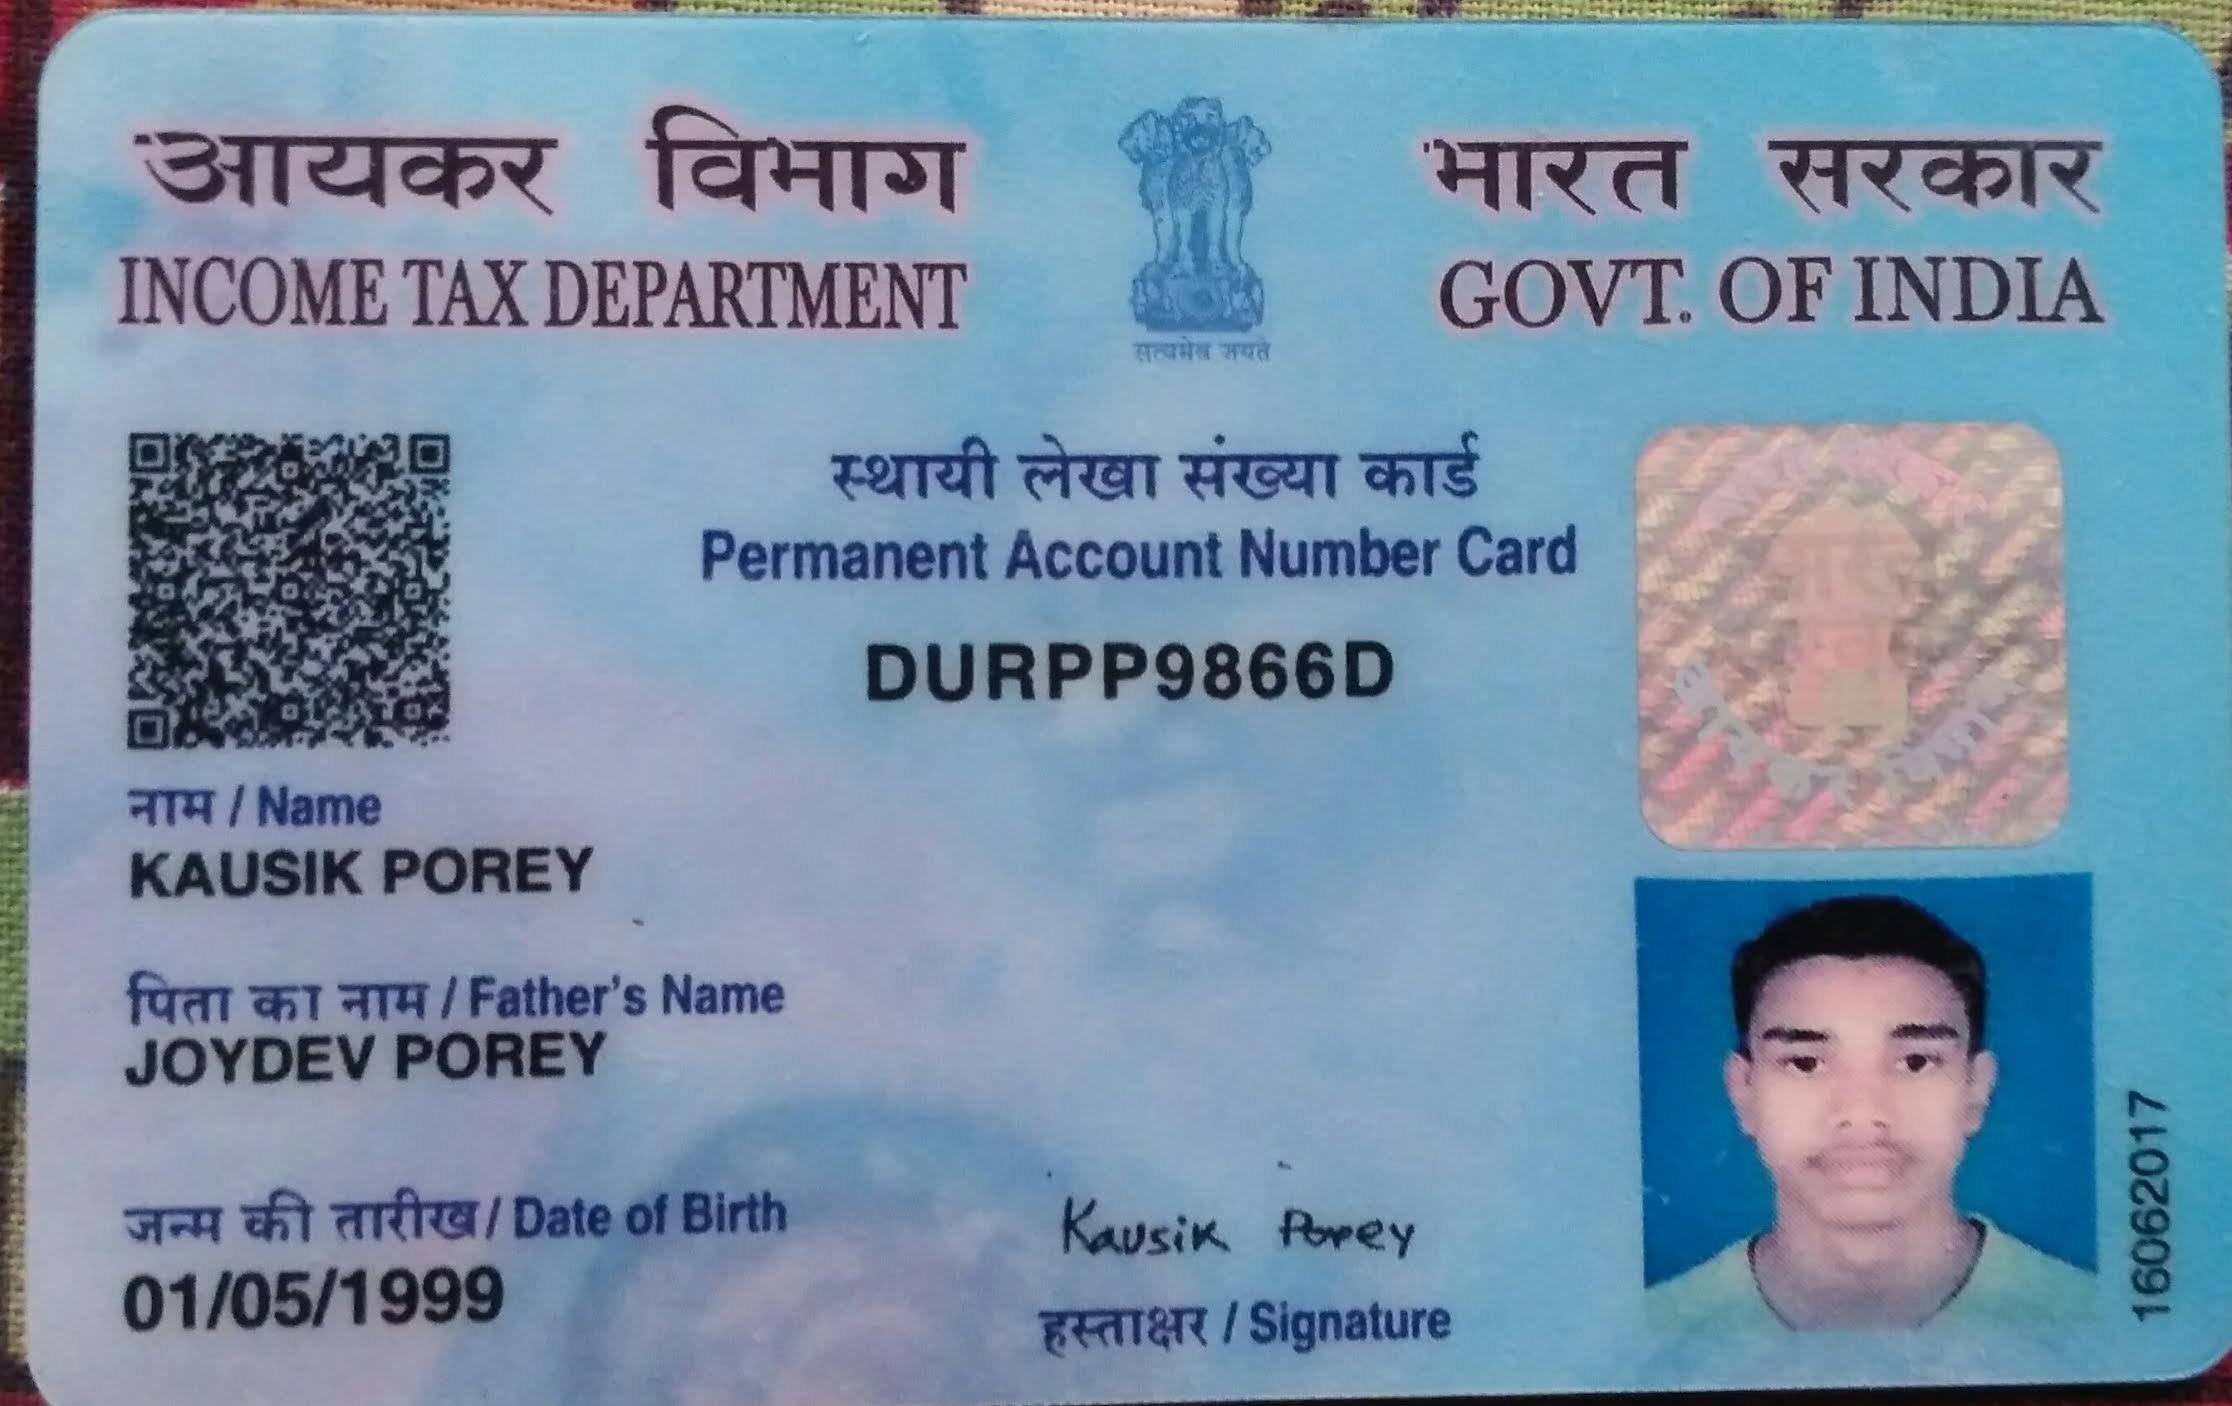 आयकर विभाग
INCOME TAX DEPARTMENT
सत्यमेव जयते
भारत सरकार
GOVT. OF INDIA
स्थायी लेखा संख्या कार्ड
Permanent Account Number Card
DURPP9866D
आयकर विभाग
नाम / Name
KAUSIK POREY
पिता का नाम / Father's Name
JOYDEV POREY
जन्म की तारीख / Date of Birth
01/05/1999
Kausik Porey
हस्ताक्षर / Signature
16062017